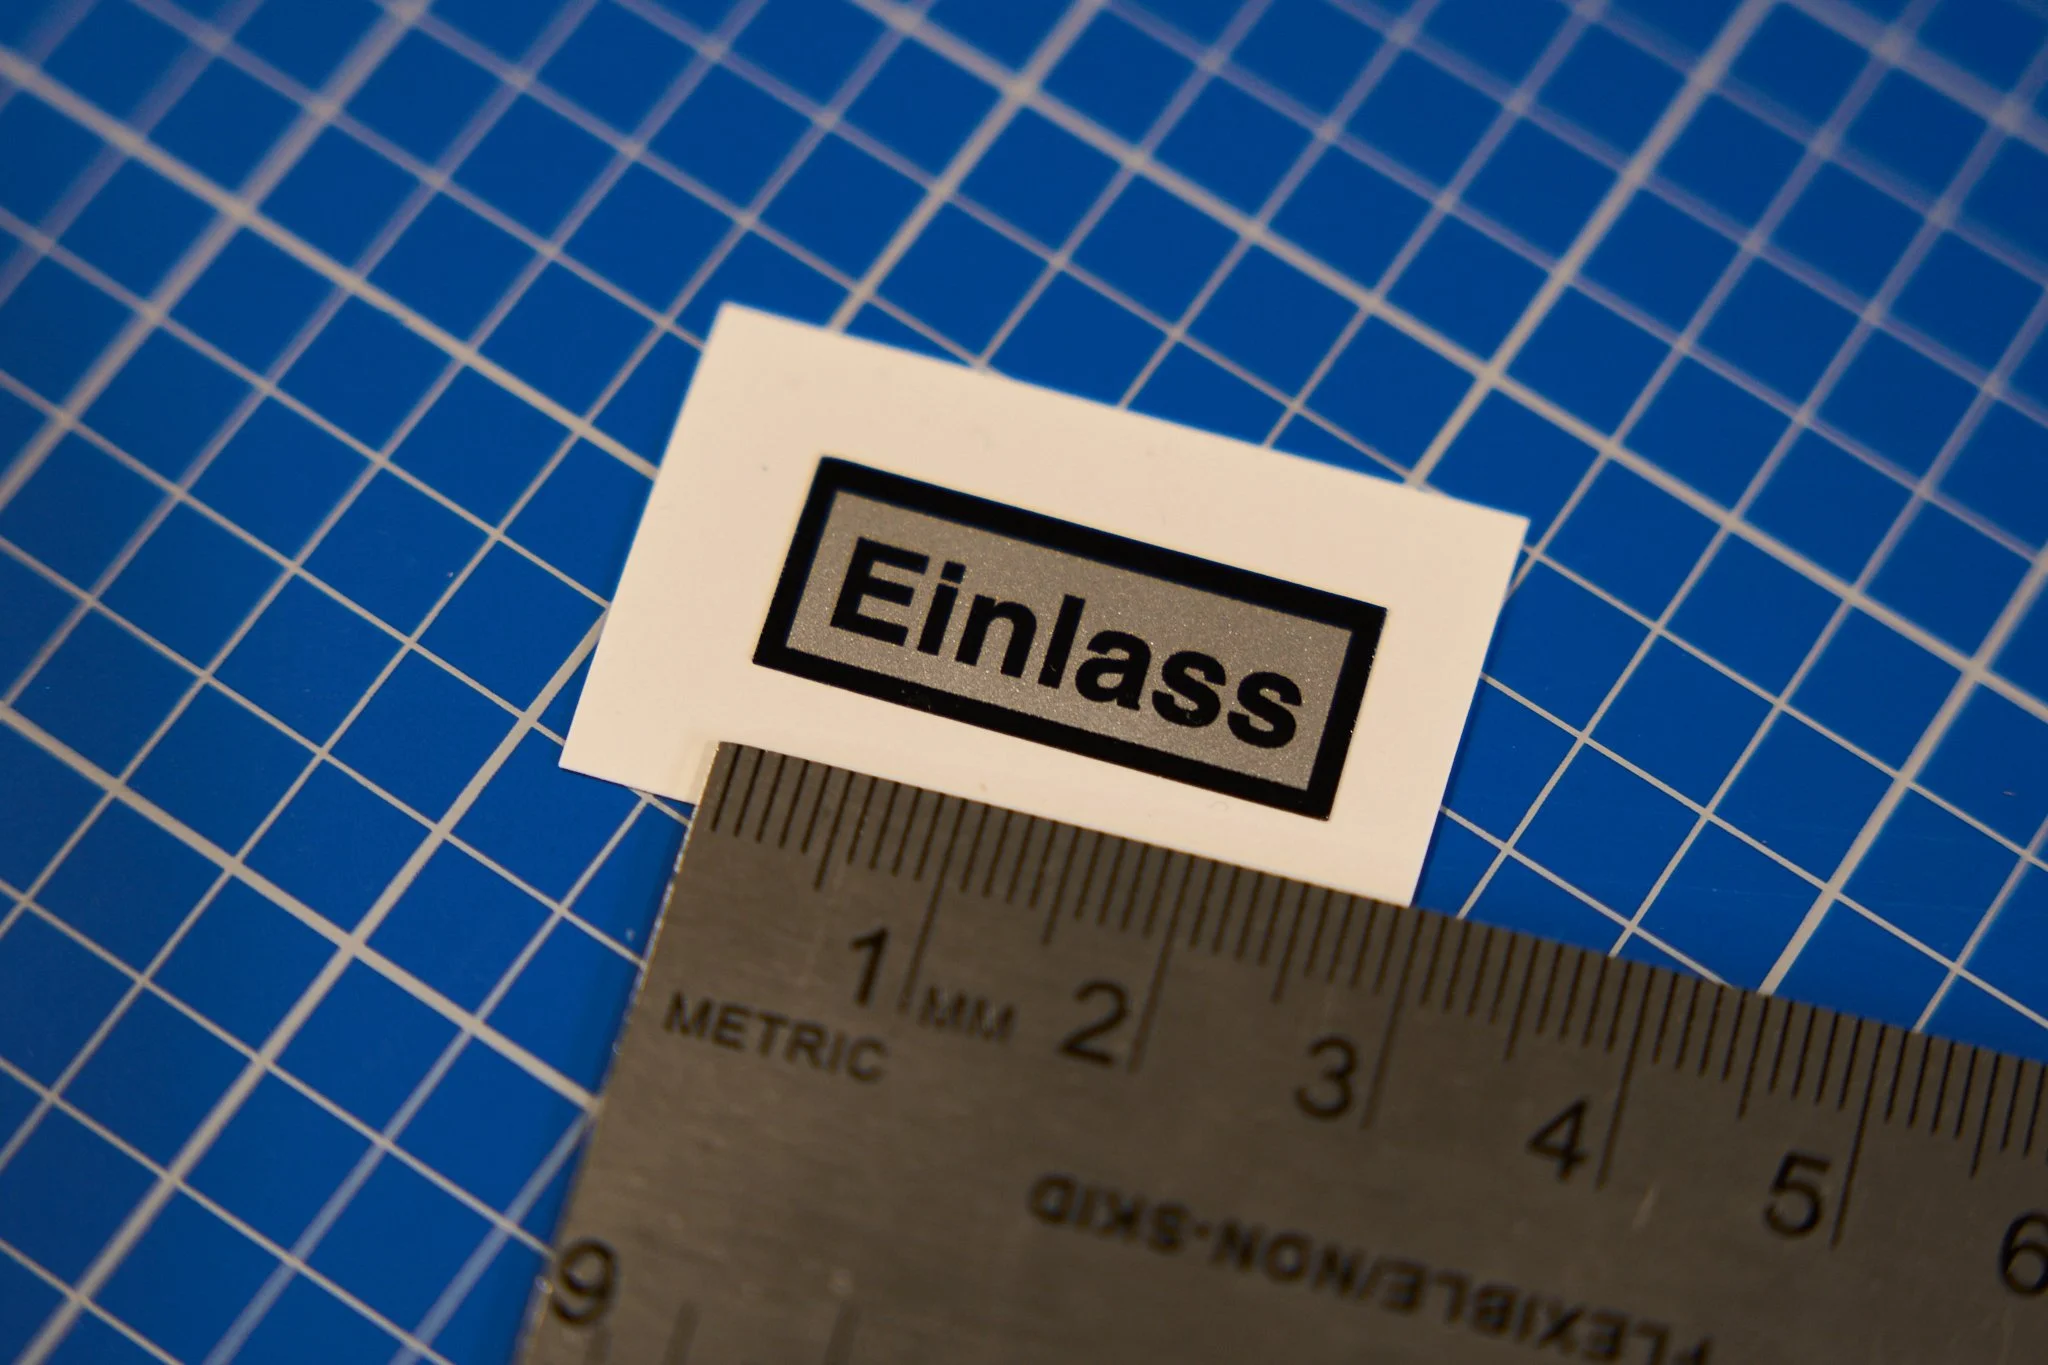 Einlass
1 MM 2 3 4 5 6
METRIC
FLEXIBLE/NON-SKID
9